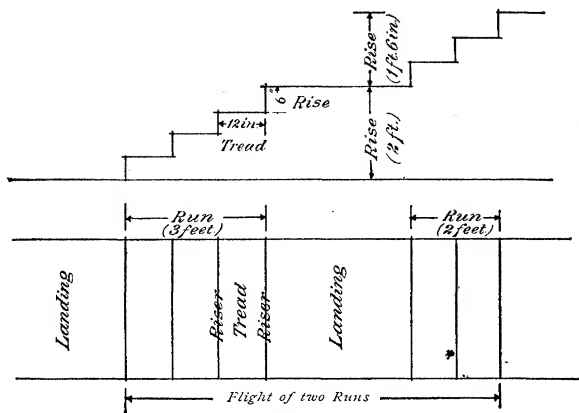 Rise
(1ft.6in.)
6"
Rise
12in
Tread
Rise
(2ft.)
Run
(3feet)
Run
(2feet)
Landing
Riser
Tread
Riser
Landing
Flight of two Runs